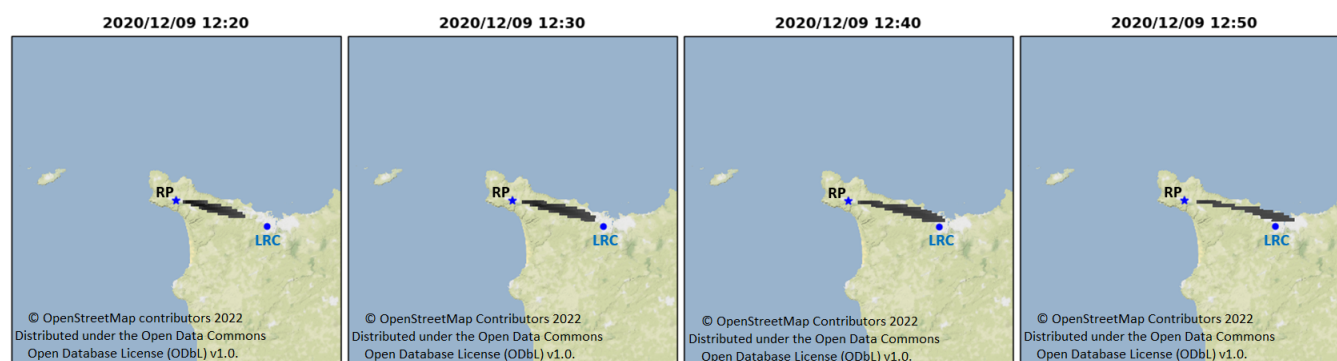 2020/12/09 12:20
RP
LRC
© OpenStreetMap contributors 2022
Distributed under the Open Data Commons
Open Database License (ODbL) v1.0.
2020/12/09 12:30
RP
LRC
© OpenStreetMap Contributors 2022
Distributed under the Open Data Commons
Open Database License (ODbL) v1.0.
2020/12/09 12:40
RP
LRC
© OpenStreetMap Contributors 2022
Distributed under the Open Data Commons
Open Database License (ODbL) v1.0.
2020/12/09 12:50
RP
LRC
© OpenStreetMap Contributors 2022
Distributed under the Open Data Commons
Open Database License (ODbL) v1.0.